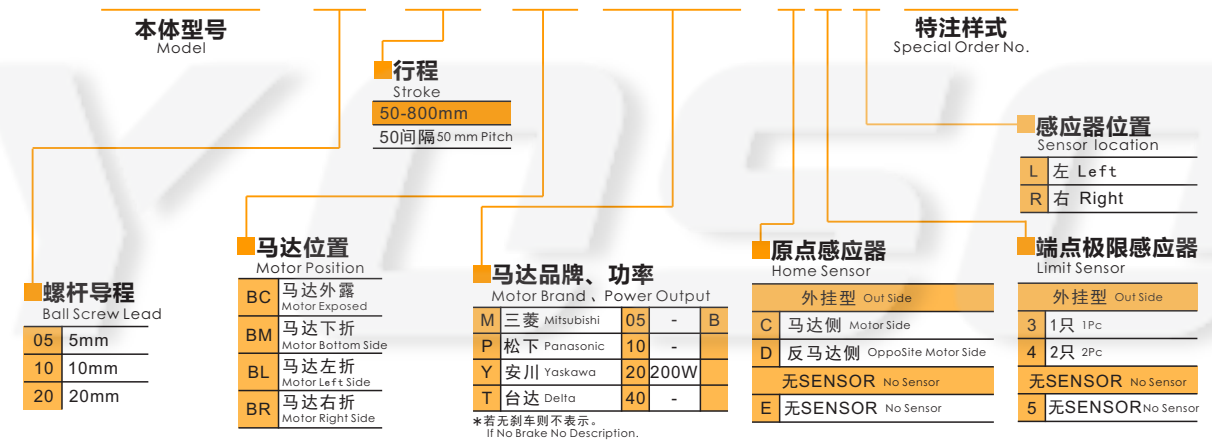 本体型号
Model
特注样式
Special Order No.
行程
Stroke
50-800mm
50间隔50 mm Pitch
感应器位置
Sensor location
L 左 Left
R 右 Right
螺杆导程
Ball Screw Lead
05 5mm
10 10mm
20 20mm
马达位置
Motor Position
BC 马达外露
Motor Exposed
BM 马达下折
Motor Bottom Side
BL 马达左折
Motor Left Side
BR 马达右折
Motor Right Side
马达品牌、功率
Motor Brand 、Power Output
M 三菱 Mitsubishi 05 - B
P 松下 Panasonic 10 -
Y 安川 Yaskawa 20 200W
T 台达 Delta 40 -
*若无刹车则不表示。
If No Brake No Description.
原点感应器
Home Sensor
外挂型 Out Side
C 马达侧 Motor Side
D 反马达侧 OppoSite Motor Side
无SENSOR No Sensor
E 无SENSOR No Sensor
端点极限感应器
Limit Sensor
外挂型 Out Side
3 1只 1Pc
4 2只 2Pc
无SENSOR No Sensor
5 无SENSOR No Sensor